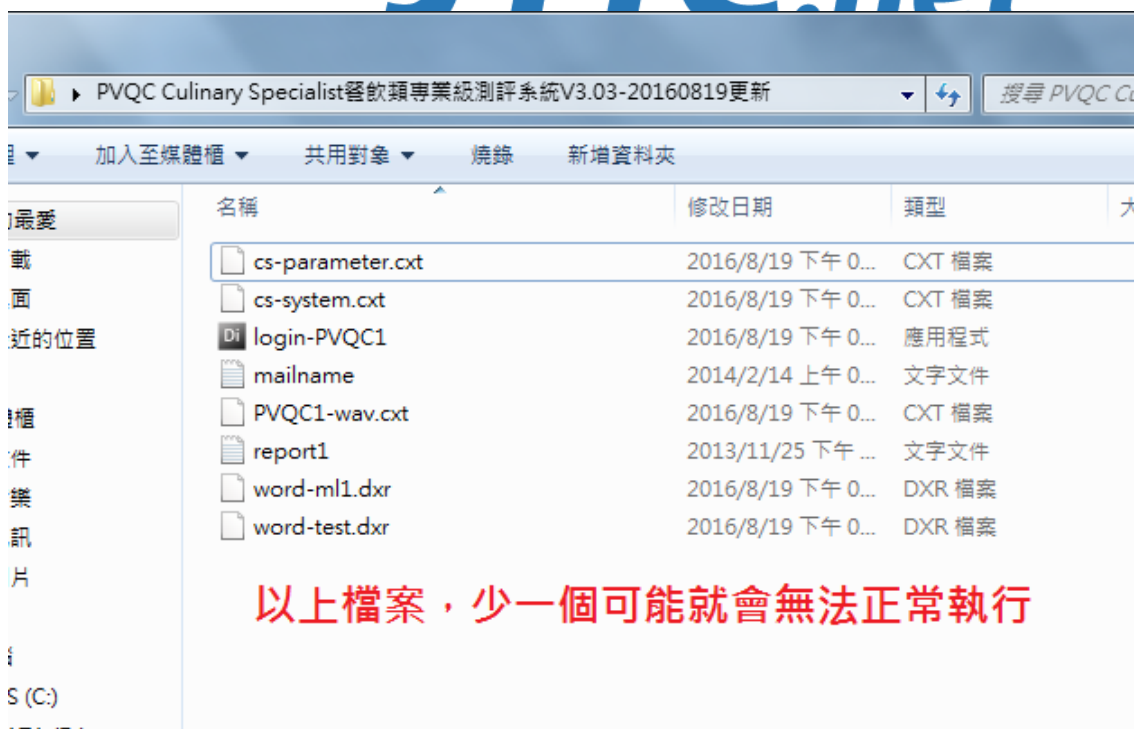 PVQC Culinary Specialist餐飲類專業級測評系統V3.03-20160819更新
搜尋 PVQC Cu
加入至媒體櫃 共用對象 燒錄 新增資料夾
名稱 修改日期 類型
最愛
載
cs-parameter.cxt 2016/8/19 下午 0... CXT 檔案
面
cs-system.cxt 2016/8/19 下午 0... CXT 檔案
近的位置
login-PVQC1 2016/8/19 下午 0... 應用程式
mailname 2014/2/14 上午 0... 文字文件
櫃
PVQC1-wav.cxt 2016/8/19 下午 0... CXT 檔案
件
report1 2013/11/25 下午 ... 文字文件
樂
word-ml1.dxr 2016/8/19 下午 0... DXR 檔案
訊
word-test.dxr 2016/8/19 下午 0... DXR 檔案
片
以上檔案，少一個可能就會無法正常執行
S (C:)